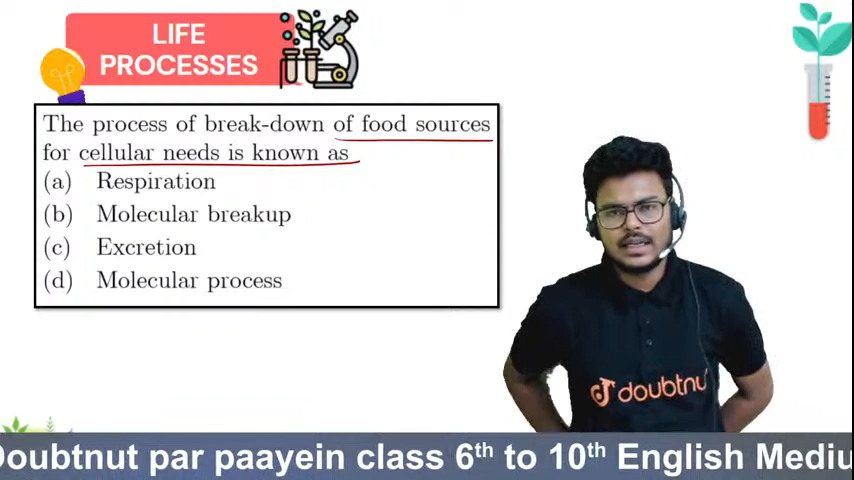 LIFE
PROCESSES
The process of break-down of food sources
for cellular needs is known as
(a) Respiration
(b) Molecular breakup
(c) Excretion
(d) Molecular process
doubtnut
Doubtnut par paayein class 6th to 10th English Mediu